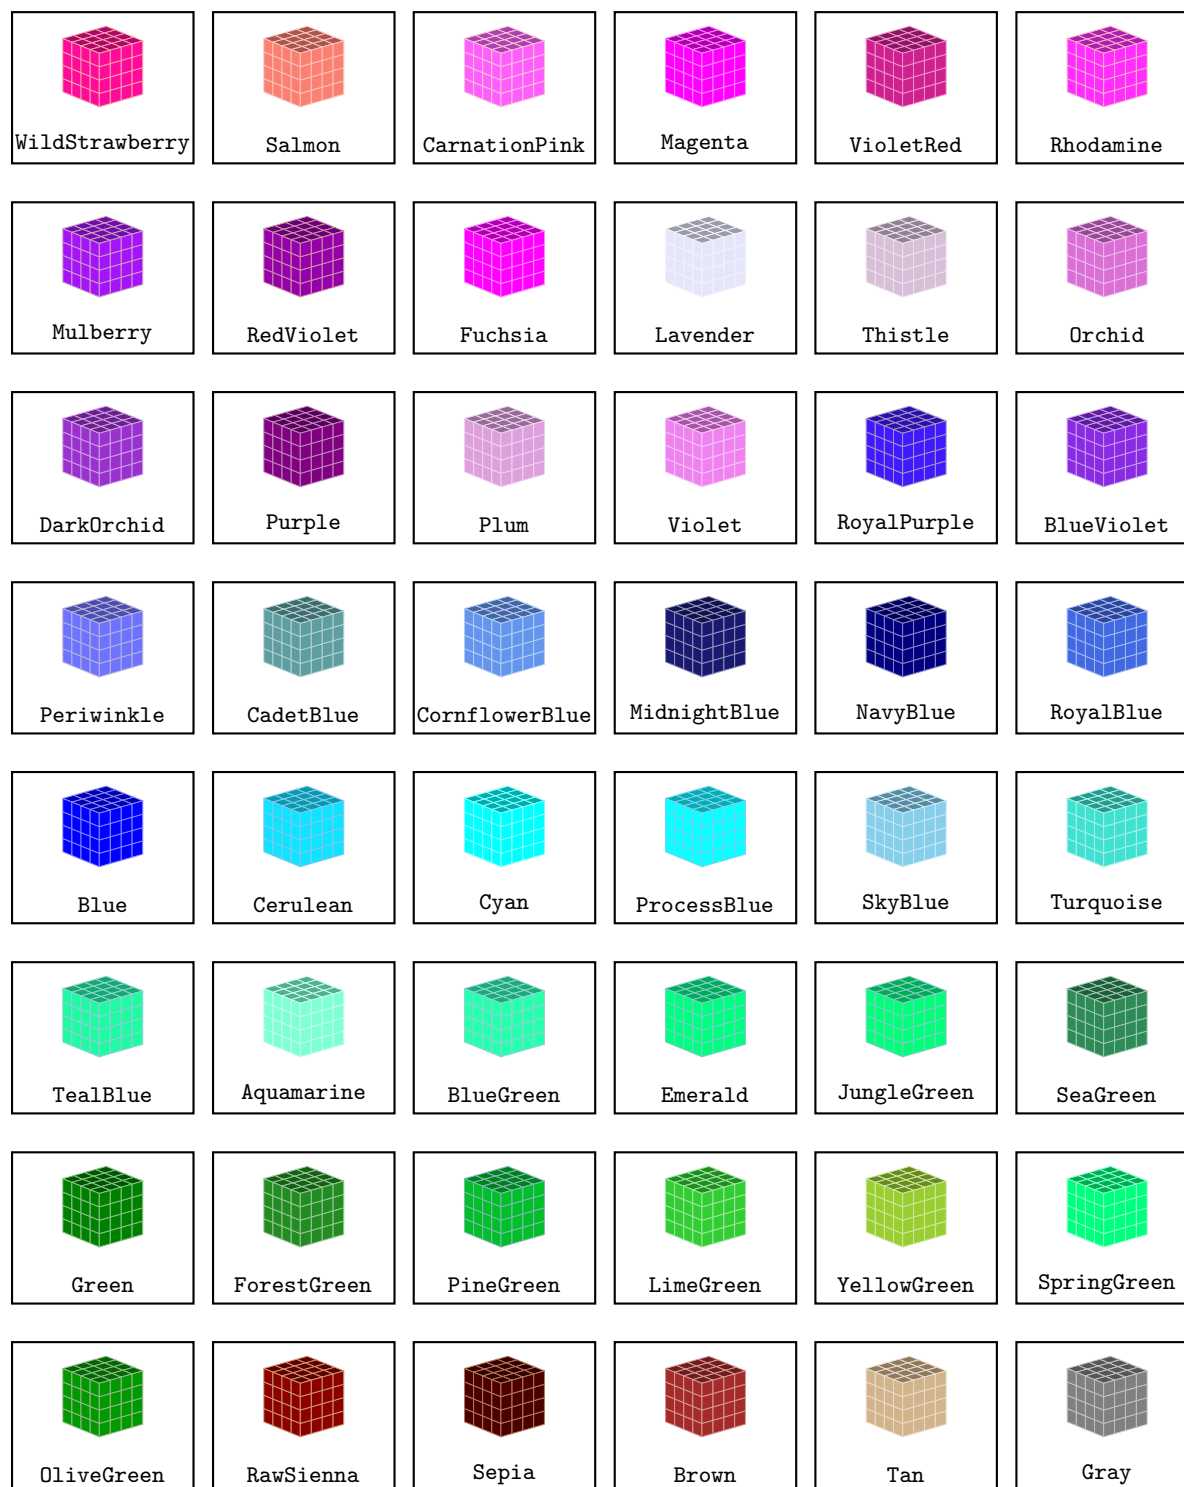 WildStrawberry Salmon CarnationPink Magenta VioletRed Rhodamine
Mulberry RedViolet Fuchsia Lavender Thistle Orchid
DarkOrchid Purple Plum Violet RoyalPurple BlueViolet
Periwinkle CadetBlue CornflowerBlue MidnightBlue NavyBlue RoyalBlue
Blue Cerulean Cyan ProcessBlue SkyBlue Turquoise
TealBlue Aquamarine BlueGreen Emerald JungleGreen SeaGreen
Green ForestGreen PineGreen LimeGreen YellowGreen SpringGreen
OliveGreen RawSienna Sepia Brown Tan Gray